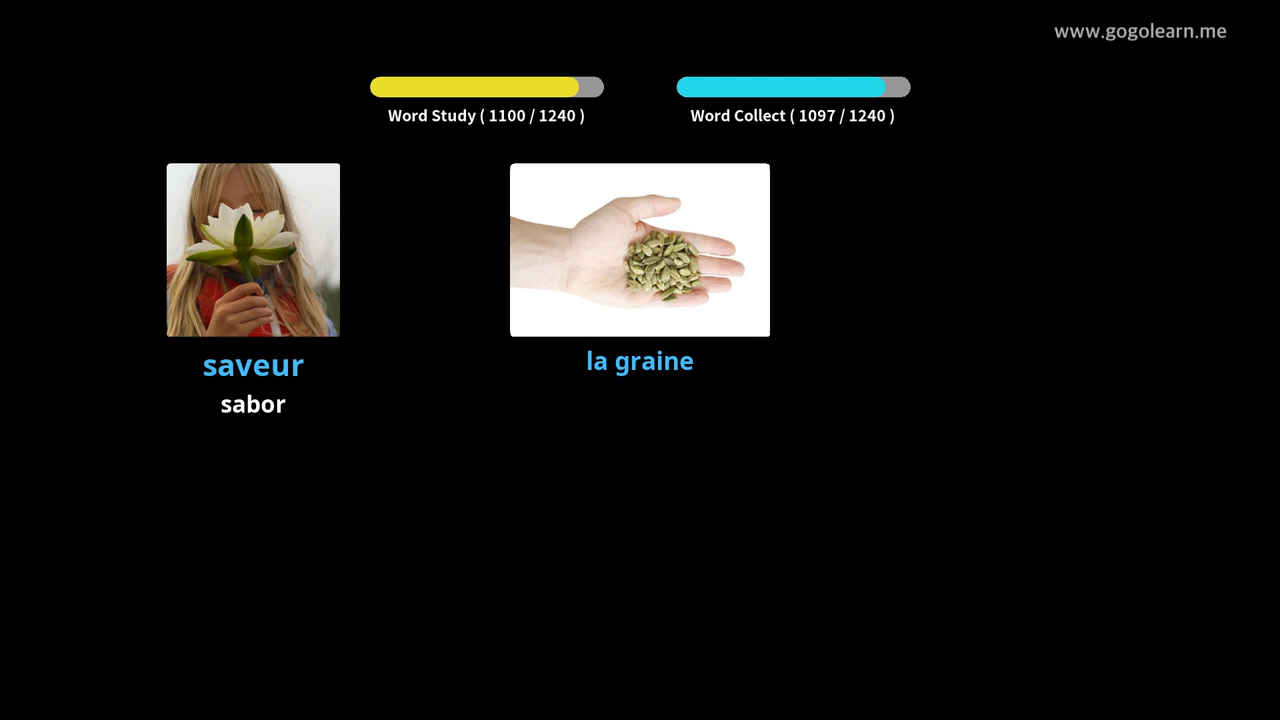 www.gogolearn.me
Word Study ( 1100 / 1240 )
Word Collect ( 1097 / 1240 )
saveur
sabor
la graine